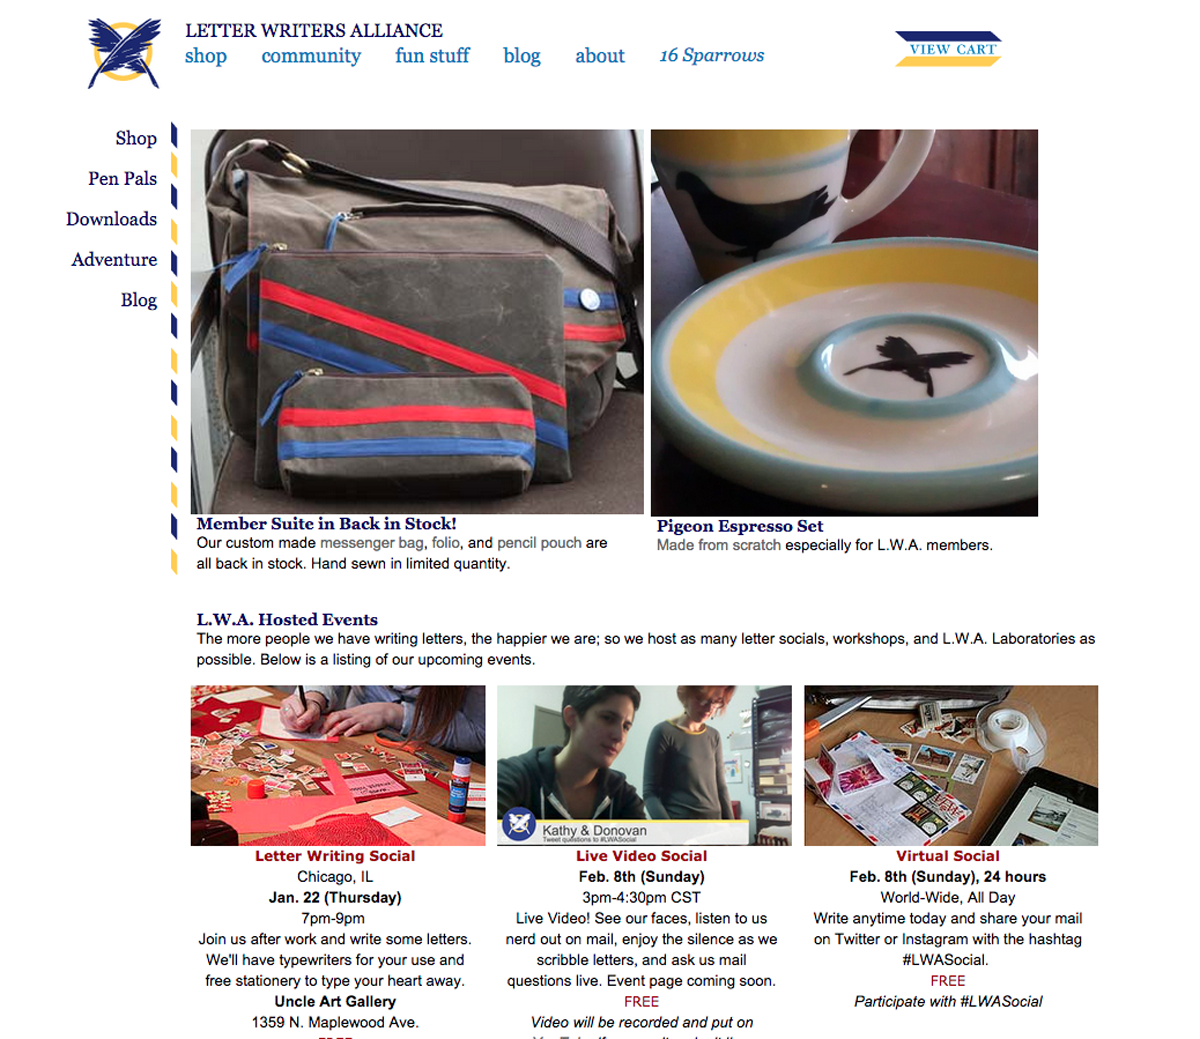 LETTER WRITERS ALLIANCE
shop community fun stuff blog about 16 Sparrows
VIEW CART
Shop
Pen Pals
Downloads
Adventure
Blog
Member Suite in Back in Stock!
Our custom made messenger bag, folio, and pencil pouch are
all back in stock. Hand sewn in limited quantity.
Pigeon Espresso Set
Made from scratch especially for L.W.A. members.
L.W.A. Hosted Events
The more people we have writing letters, the happier we are; so we host as many letter socials, workshops, and L.W.A. Laboratories as
possible. Below is a listing of our upcoming events.
Letter Writing Social
Chicago, IL
Jan. 22 (Thursday)
7pm-9pm
Join us after work and write some letters.
We'll have typewriters for your use and
free stationery to type your heart away.
Uncle Art Gallery
1359 N. Maplewood Ave.
FREE
Kathy & Donovan
Tweet questions to #LWASocial
Live Video Social
Feb. 8th (Sunday)
3pm-4:30pm CST
Live Video! See our faces, listen to us
nerd out on mail, enjoy the silence as we
scribble letters, and ask us mail
questions live. Event page coming soon.
FREE
Video will be recorded and put on
Virtual Social
Feb. 8th (Sunday), 24 hours
World-Wide, All Day
Write anytime today and share your mail
on Twitter or Instagram with the hashtag
#LWASocial.
FREE
Participate with #LWASocial